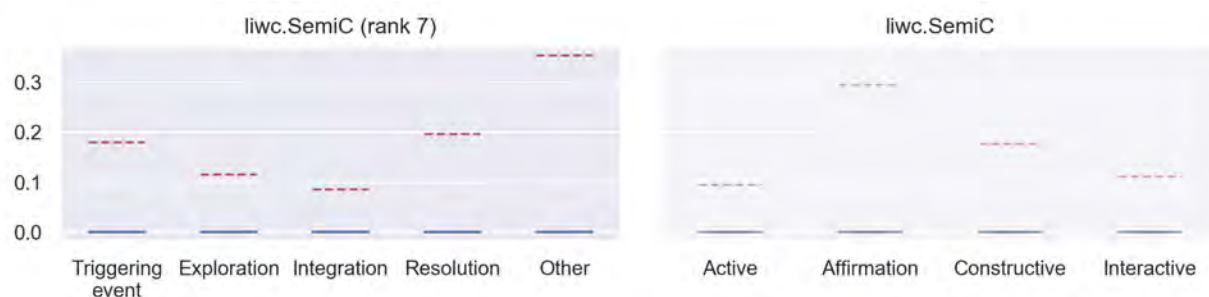 liwc.SemiC (rank 7)
liwc.SemiC
0.3
0.2
0.1
0.0
Triggering event
Exploration
Integration
Resolution
Other
Active
Affirmation
Constructive
Interactive